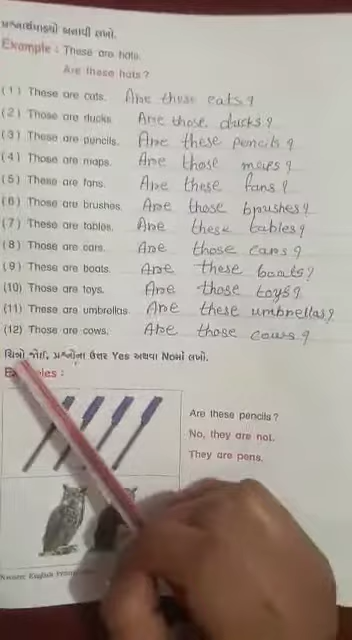 પ્રશ્નાર્થવાક્યો બનાવી લખો.
Example : These are hats.
Are these hats ?
(1) These are cats. Are these cats ?
(2) Those are ducks. Are those ducks ?
(3) These are pencils. Are these pencils ?
(4) Those are maps. Are those maps ?
(5) These are fans. Are these fans ?
(6) Those are brushes. Are those brushes ?
(7) These are tables. Are these tables ?
(8) Those are cars. Are those cars ?
(9) These are boats. Are these boats ?
(10) Those are toys. Are those toys ?
(11) These are umbrellas. Are these umbrellas ?
(12) Those are cows. Are those cows ?
ચિત્રો જોઈ, પ્રશ્નોના ઉત્તર Yes અથવા Noમાં લખો.
Examples :
Are these pencils ?
No, they are not.
They are pens.
English